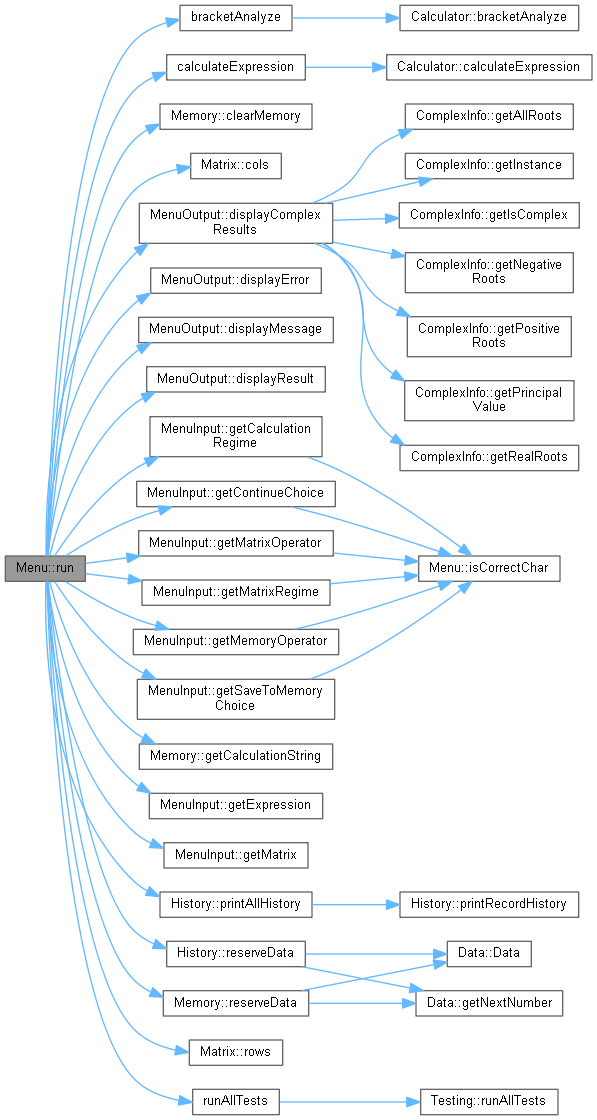 Menu::run
bracketAnalyze
calculateExpression
Memory::clearMemory
Matrix::cols
MenuOutput::displayComplex
Results
MenuOutput::displayError
MenuOutput::displayMessage
MenuOutput::displayResult
MenuInput::getCalculation
Regime
MenuInput::getContinueChoice
MenuInput::getMatrixOperator
MenuInput::getMatrixRegime
MenuInput::getMemoryOperator
MenuInput::getSaveToMemory
Choice
Memory::getCalculationString
MenuInput::getExpression
MenuInput::getMatrix
History::printAllHistory
History::reserveData
Memory::reserveData
Matrix::rows
runAllTests
Calculator::bracketAnalyze
Calculator::calculateExpression
ComplexInfo::getAllRoots
ComplexInfo::getInstance
ComplexInfo::getIsComplex
ComplexInfo::getNegative
Roots
ComplexInfo::getPositive
Roots
ComplexInfo::getPrincipal
Value
ComplexInfo::getRealRoots
Menu::isCorrectChar
History::printRecordHistory
Data::Data
Data::getNextNumber
Testing::runAllTests